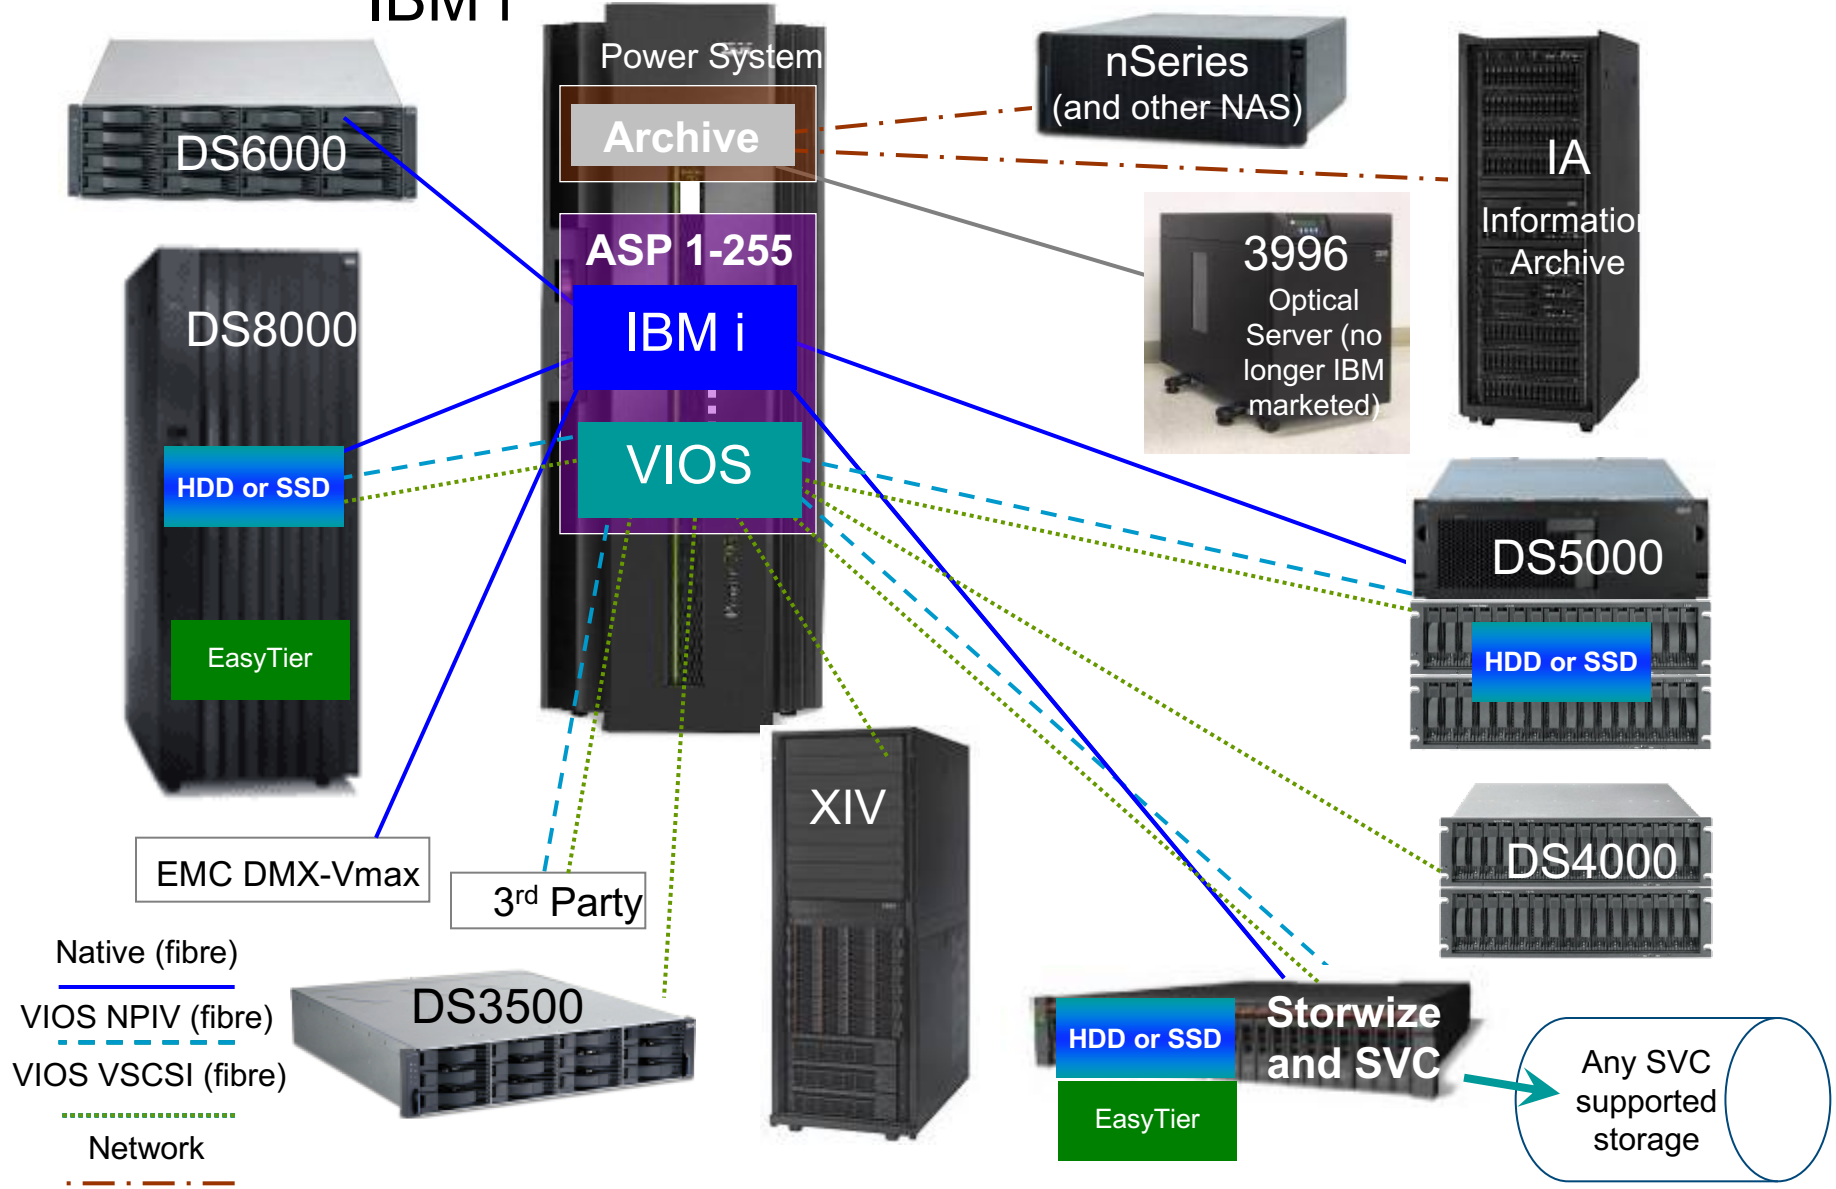 IBM i
Power System
nSeries
(and other NAS)
Archive
DS6000
IA
Information
Archive
ASP 1-255
3996
Optical
Server (no
longer IBM
marketed)
DS8000
IBM i
VIOS
HDD or SSD
DS5000
EasyTier
HDD or SSD
XIV
EMC DMX-Vmax
3rd Party
DS4000
Native (fibre)
VIOS NPIV (fibre)
VIOS VSCSI (fibre)
Network
DS3500
Storwize
and SVC
HDD or SSD
EasyTier
Any SVC
supported
storage